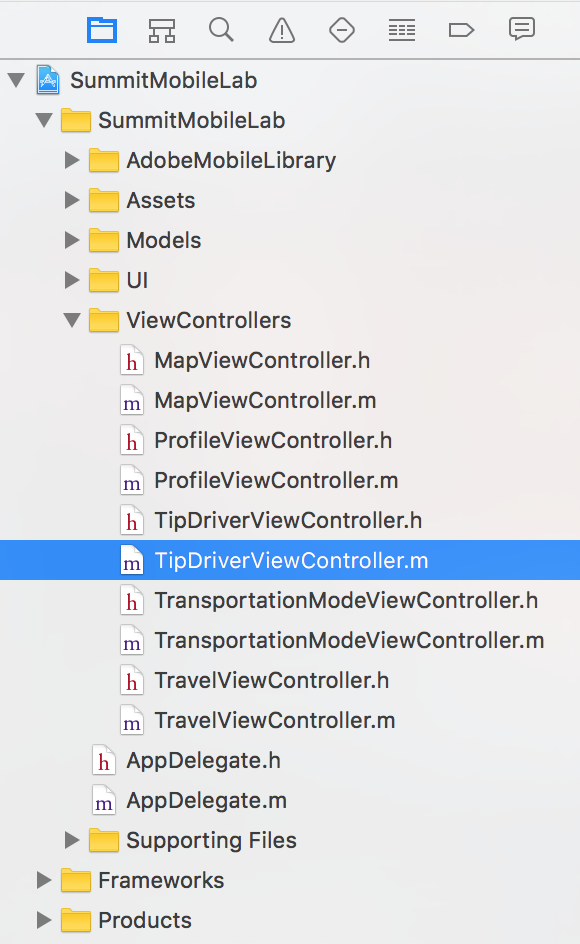 SummitMobileLab
SummitMobileLab
AdobeMobileLibrary
Assets
Models
UI
ViewControllers
h MapViewController.h
m MapViewController.m
h ProfileViewController.h
m ProfileViewController.m
h TipDriverViewController.h
m TipDriverViewController.m
h TransportationModeViewController.h
m TransportationModeViewController.m
h TravelViewController.h
m TravelViewController.m
h AppDelegate.h
m AppDelegate.m
Supporting Files
Frameworks
Products